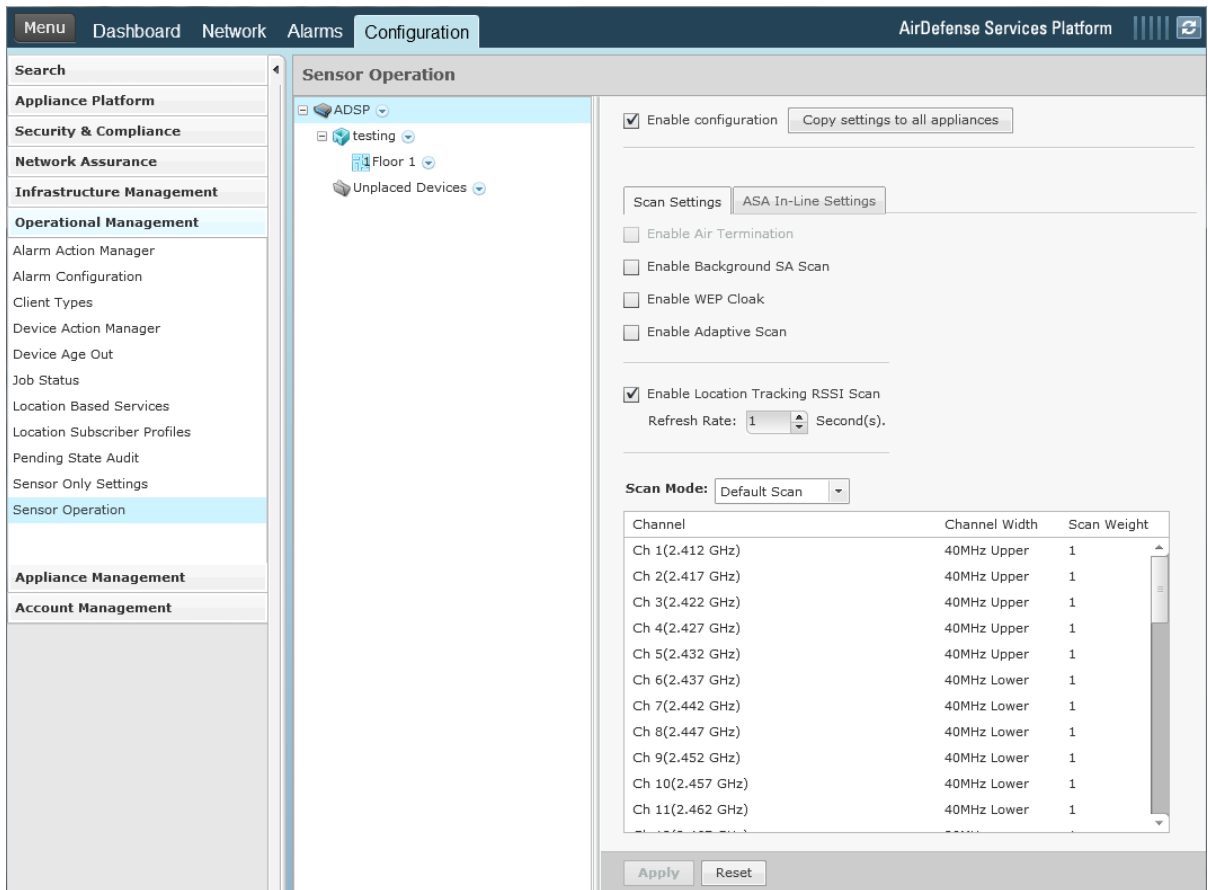 Menu Dashboard Network Alarms Configuration AirDefense Services Platform
Search
Appliance Platform
Security & Compliance
Network Assurance
Infrastructure Management
Operational Management
Alarm Action Manager
Alarm Configuration
Client Types
Device Action Manager
Device Age Out
Job Status
Location Based Services
Location Subscriber Profiles
Pending State Audit
Sensor Only Settings
Sensor Operation
Appliance Management
Account Management
Sensor Operation
ADSP
testing
1 Floor 1
Unplaced Devices
Enable configuration Copy settings to all appliances
Scan Settings ASA In-Line Settings
Enable Air Termination
Enable Background SA Scan
Enable WEP Cloak
Enable Adaptive Scan
Enable Location Tracking RSSI Scan
Refresh Rate: 1 Second(s).
Scan Mode: Default Scan
Channel Channel Width Scan Weight
Ch 1(2.412 GHz) 40MHz Upper 1
Ch 2(2.417 GHz) 40MHz Upper 1
Ch 3(2.422 GHz) 40MHz Upper 1
Ch 4(2.427 GHz) 40MHz Upper 1
Ch 5(2.432 GHz) 40MHz Upper 1
Ch 6(2.437 GHz) 40MHz Lower 1
Ch 7(2.442 GHz) 40MHz Lower 1
Ch 8(2.447 GHz) 40MHz Lower 1
Ch 9(2.452 GHz) 40MHz Lower 1
Ch 10(2.457 GHz) 40MHz Lower 1
Ch 11(2.462 GHz) 40MHz Lower 1
Apply Reset